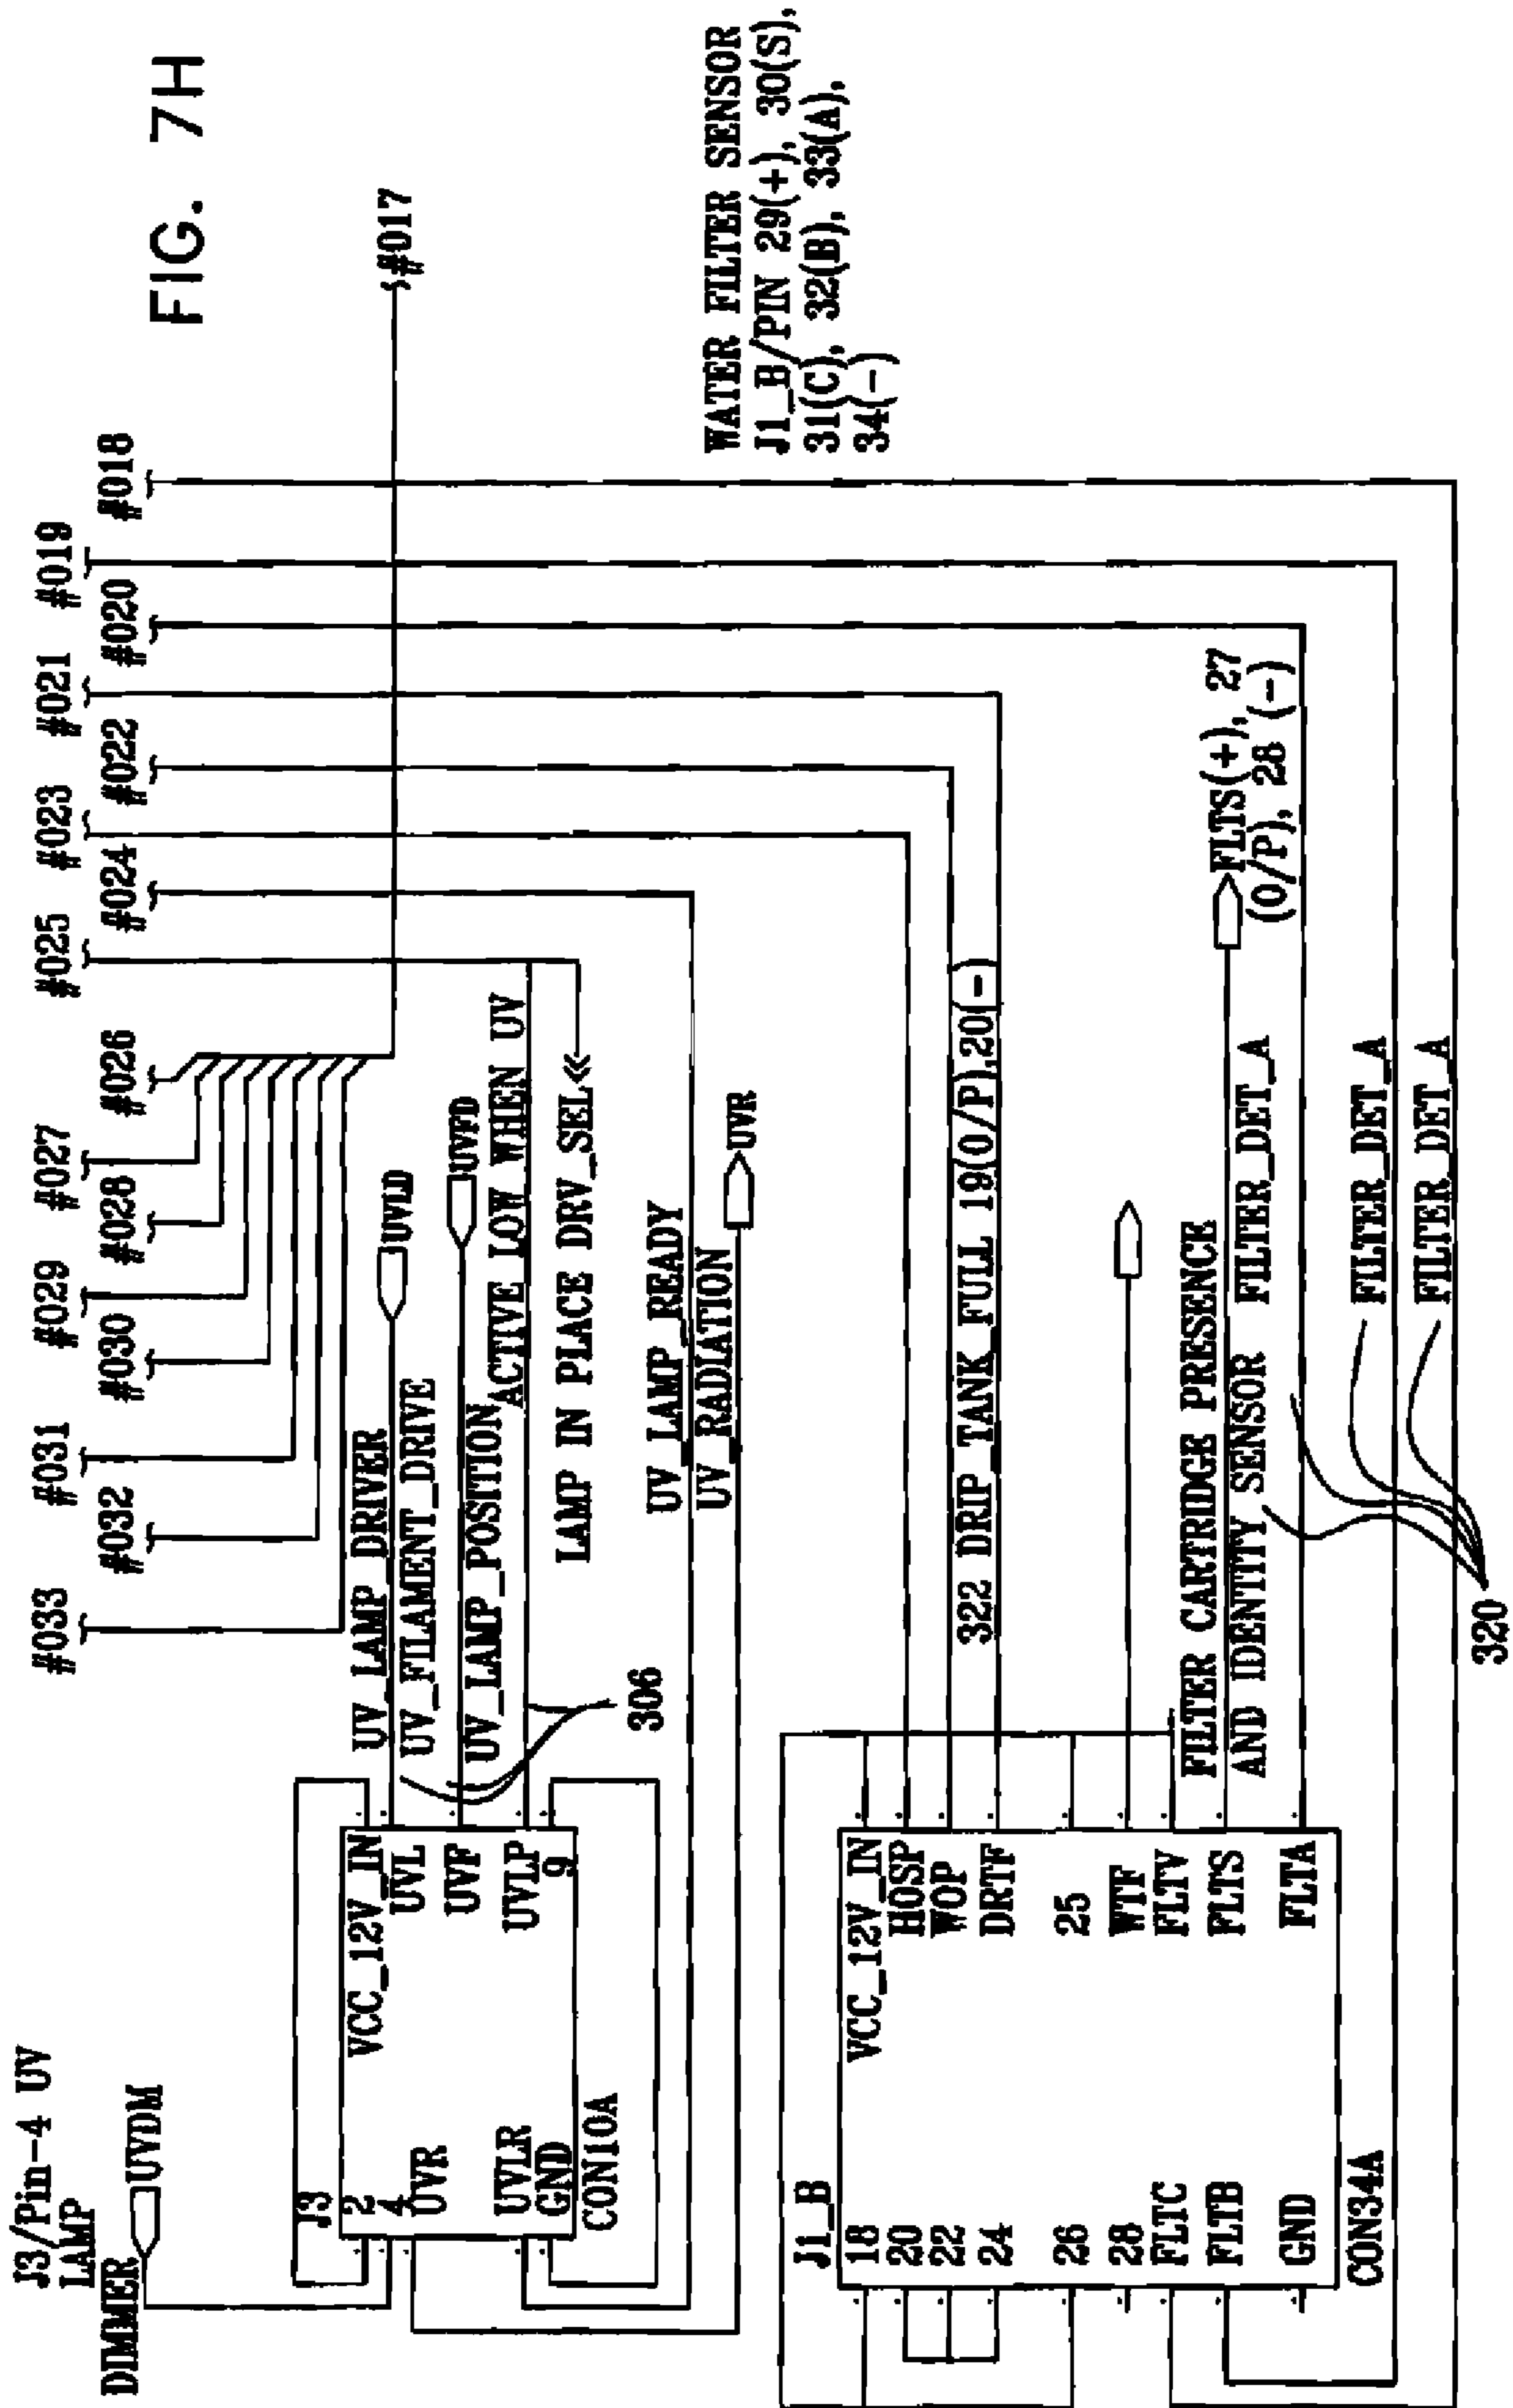 FIG. 7H
J3/Pin-4 UV
LAMP
DIMMER
UVDM
#033
#032
#031
#030
#029
#028
#027
#026
#025
#024
#023
#022
#021
#020
#019
#018
#017
J3
2
4
UVR
UVLR
GND
CON10A
VCC_12V_IN
UVL
UVF
UVLP
9
UV_LAMP_DRIVER
UVLD
UV_FILAMENT_DRIVE
UVFD
UV_LAMP_POSITION
ACTIVE LOW WHEN UV
LAMP IN PLACE DRV_SEL
306
UV_LAMP_READY
UV_RADIATION
UVR
WATER FILTER SENSOR
J1_B/PIN 29(+), 30(S),
31(C), 32(B), 33(A),
34(-)
J1_B
18
20
22
24
26
28
FLTC
FLTB
GND
CON34A
VCC_12V_IN
HOSP
WOP
DRTF
25
WTF
FLTV
FLTS
FLTA
322 DRIP_TANK_FULL 19(O/P),20(-)
FILTER CARTRIDGE PRESENCE
AND IDENTITY SENSOR
FLTS(+), 27
(O/P), 28 (-)
FILTER_DET_A
FILTER_DET_A
FILTER_DET_A
320